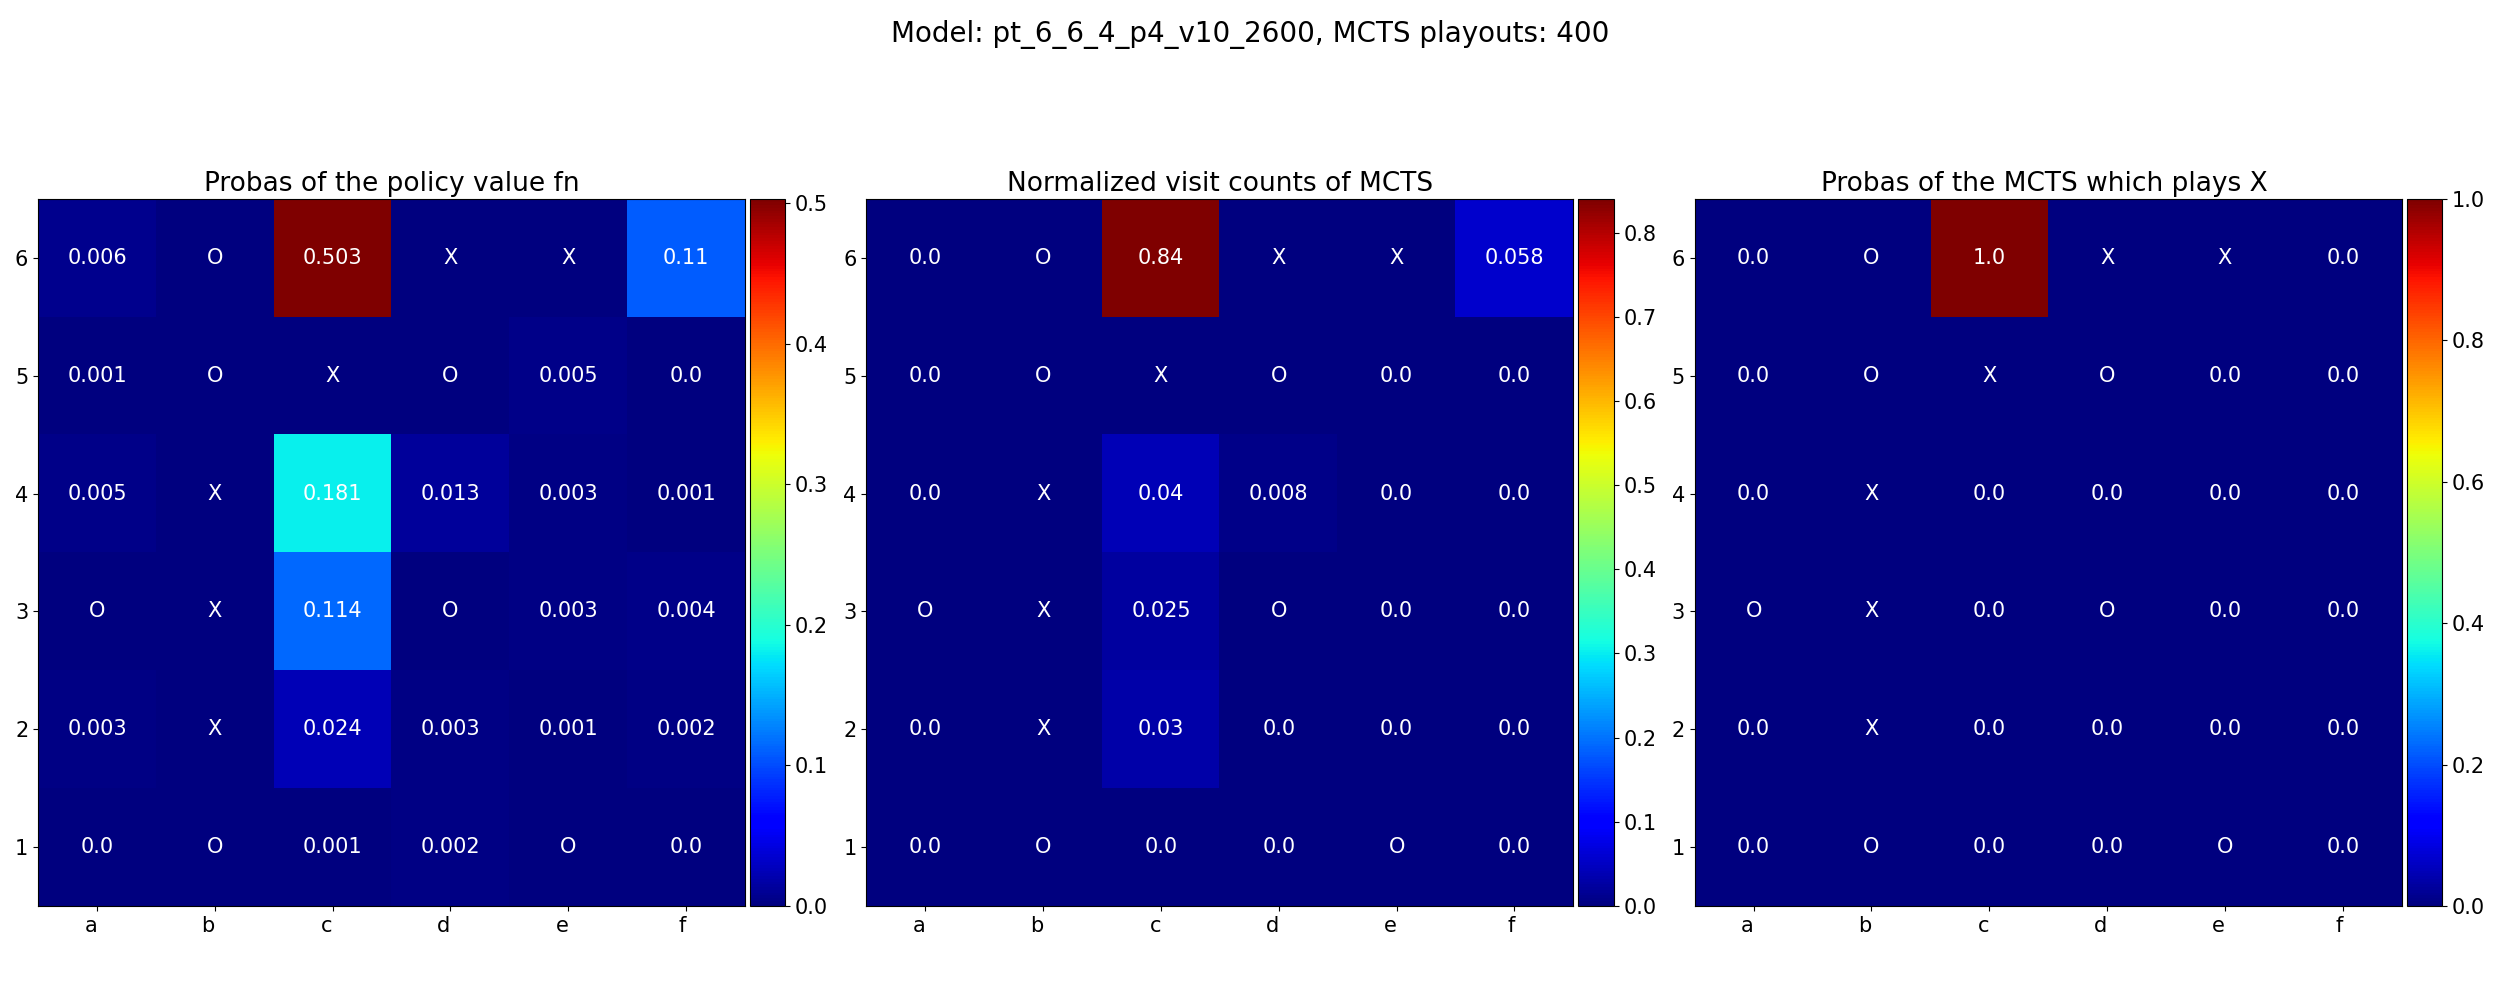 Model: pt_6_6_4_p4_v10_2600, MCTS playouts: 400
Probas of the policy value fn
6 0.006 O 0.503 X X 0.11
5 0.001 O X O 0.005 0.0
4 0.005 X 0.181 0.013 0.003 0.001
3 O X 0.114 O 0.003 0.004
2 0.003 X 0.024 0.003 0.001 0.002
1 0.0 O 0.001 0.002 O 0.0
a b c d e f
0.5
0.4
0.3
0.2
0.1
0.0
Normalized visit counts of MCTS
6 0.0 O 0.84 X X 0.058
5 0.0 O X O 0.0 0.0
4 0.0 X 0.04 0.008 0.0 0.0
3 O X 0.025 O 0.0 0.0
2 0.0 X 0.03 0.0 0.0 0.0
1 0.0 O 0.0 0.0 O 0.0
a b c d e f
0.8
0.7
0.6
0.5
0.4
0.3
0.2
0.1
0.0
Probas of the MCTS which plays X
6 0.0 O 1.0 X X 0.0
5 0.0 O X O 0.0 0.0
4 0.0 X 0.0 0.0 0.0 0.0
3 O X 0.0 O 0.0 0.0
2 0.0 X 0.0 0.0 0.0 0.0
1 0.0 O 0.0 0.0 O 0.0
a b c d e f
1.0
0.8
0.6
0.4
0.2
0.0